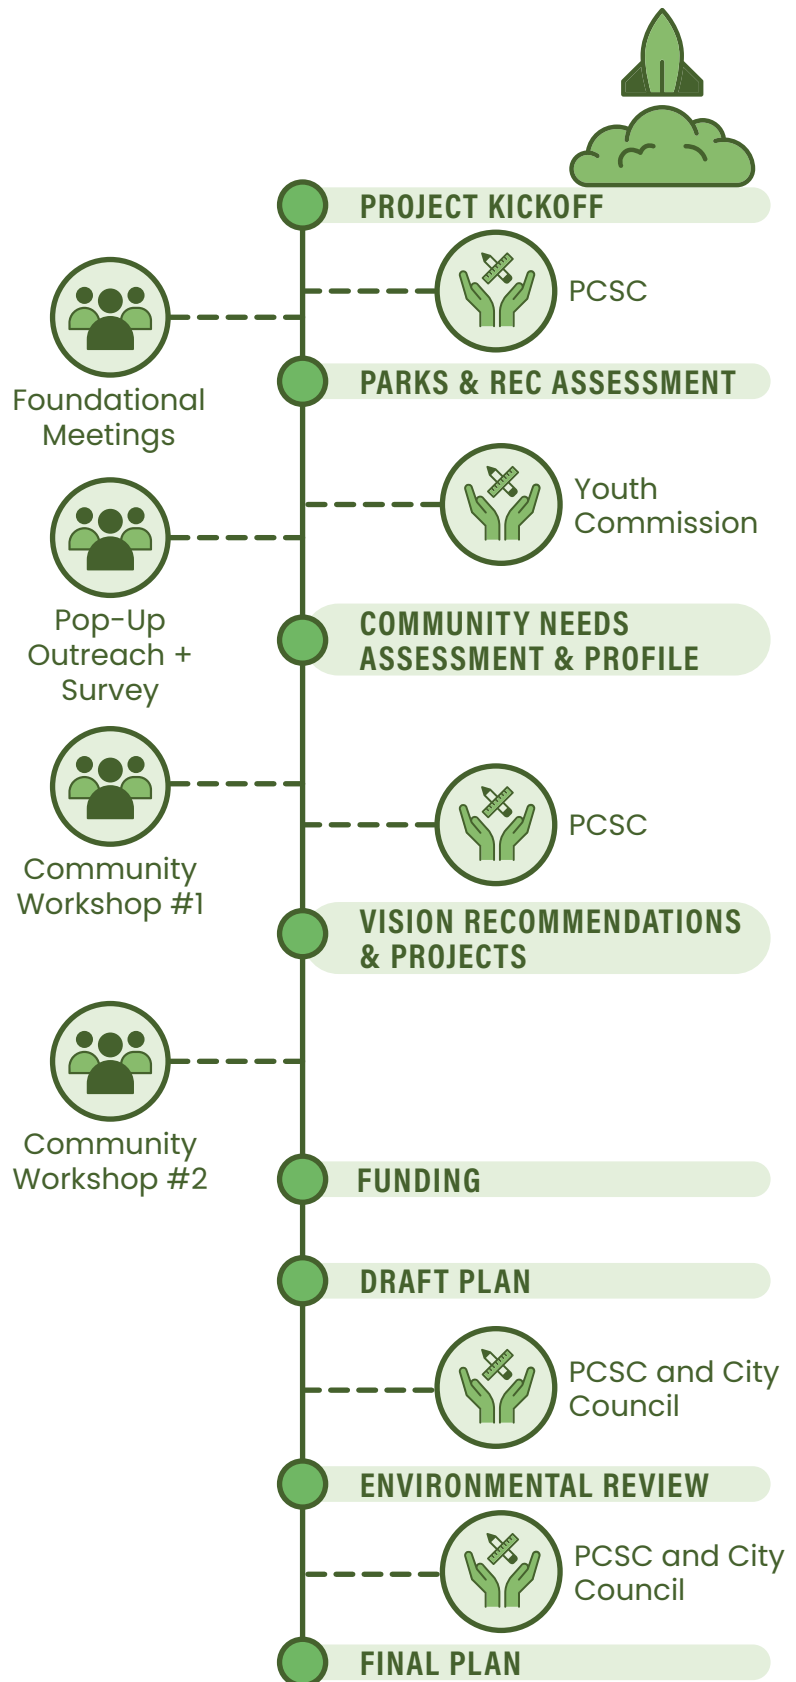 PROJECT KICKOFF
PCSC
Foundational
Meetings
PARKS & REC ASSESSMENT
Youth
Commission
Pop-Up
Outreach +
Survey
COMMUNITY NEEDS
ASSESSMENT & PROFILE
Community
Workshop #1
PCSC
VISION RECOMMENDATIONS
& PROJECTS
Community
Workshop #2
FUNDING
DRAFT PLAN
PCSC and City
Council
ENVIRONMENTAL REVIEW
PCSC and City
Council
FINAL PLAN